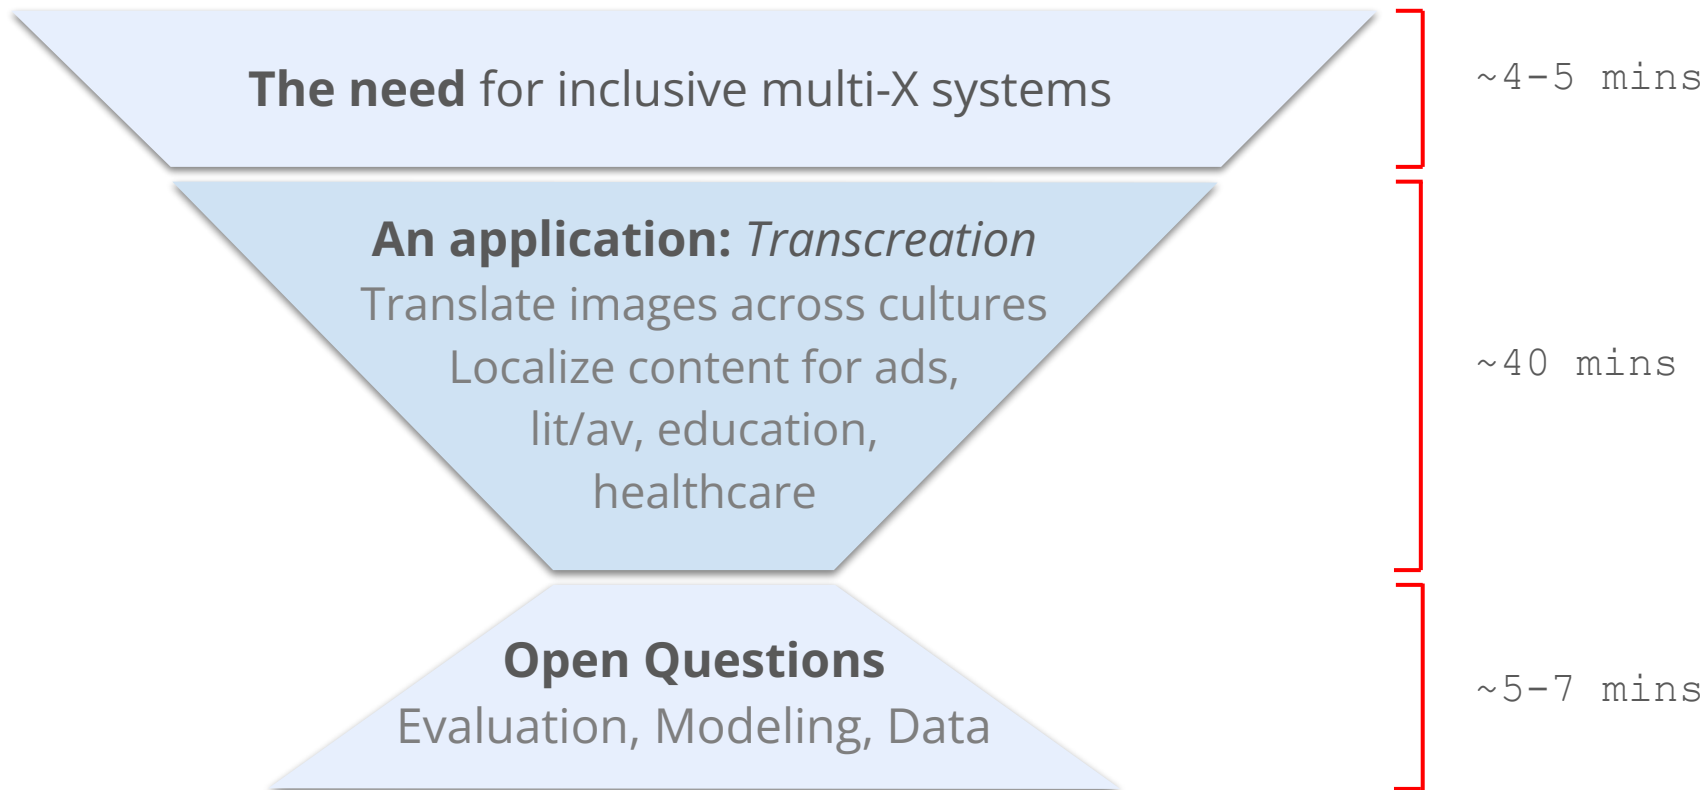 The need for inclusive multi-X systems
~4-5 mins
An application: Transcreation
Translate images across cultures
Localize content for ads,
lit/av, education,
healthcare
~40 mins
Open Questions
Evaluation, Modeling, Data
~5-7 mins